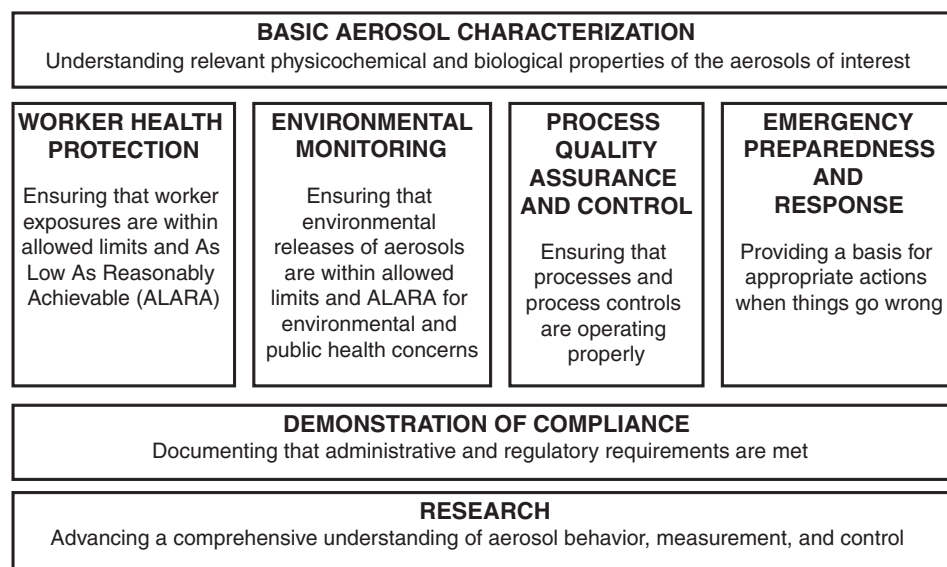 BASIC AEROSOL CHARACTERIZATION
Understanding relevant physicochemical and biological properties of the aerosols of interest
WORKER HEALTH
PROTECTION
Ensuring that worker
exposures are within
allowed limits and As
Low As Reasonably
Achievable (ALARA)
ENVIRONMENTAL
MONITORING
Ensuring that
environmental
releases of aerosols
are within allowed
limits and ALARA for
environmental and
public health concerns
PROCESS
QUALITY
ASSURANCE
AND CONTROL
Ensuring that
processes and
process controls
are operating
properly
EMERGENCY
PREPAREDNESS
AND
RESPONSE
Providing a basis for
appropriate actions
when things go wrong
DEMONSTRATION OF COMPLIANCE
Documenting that administrative and regulatory requirements are met
RESEARCH
Advancing a comprehensive understanding of aerosol behavior, measurement, and control